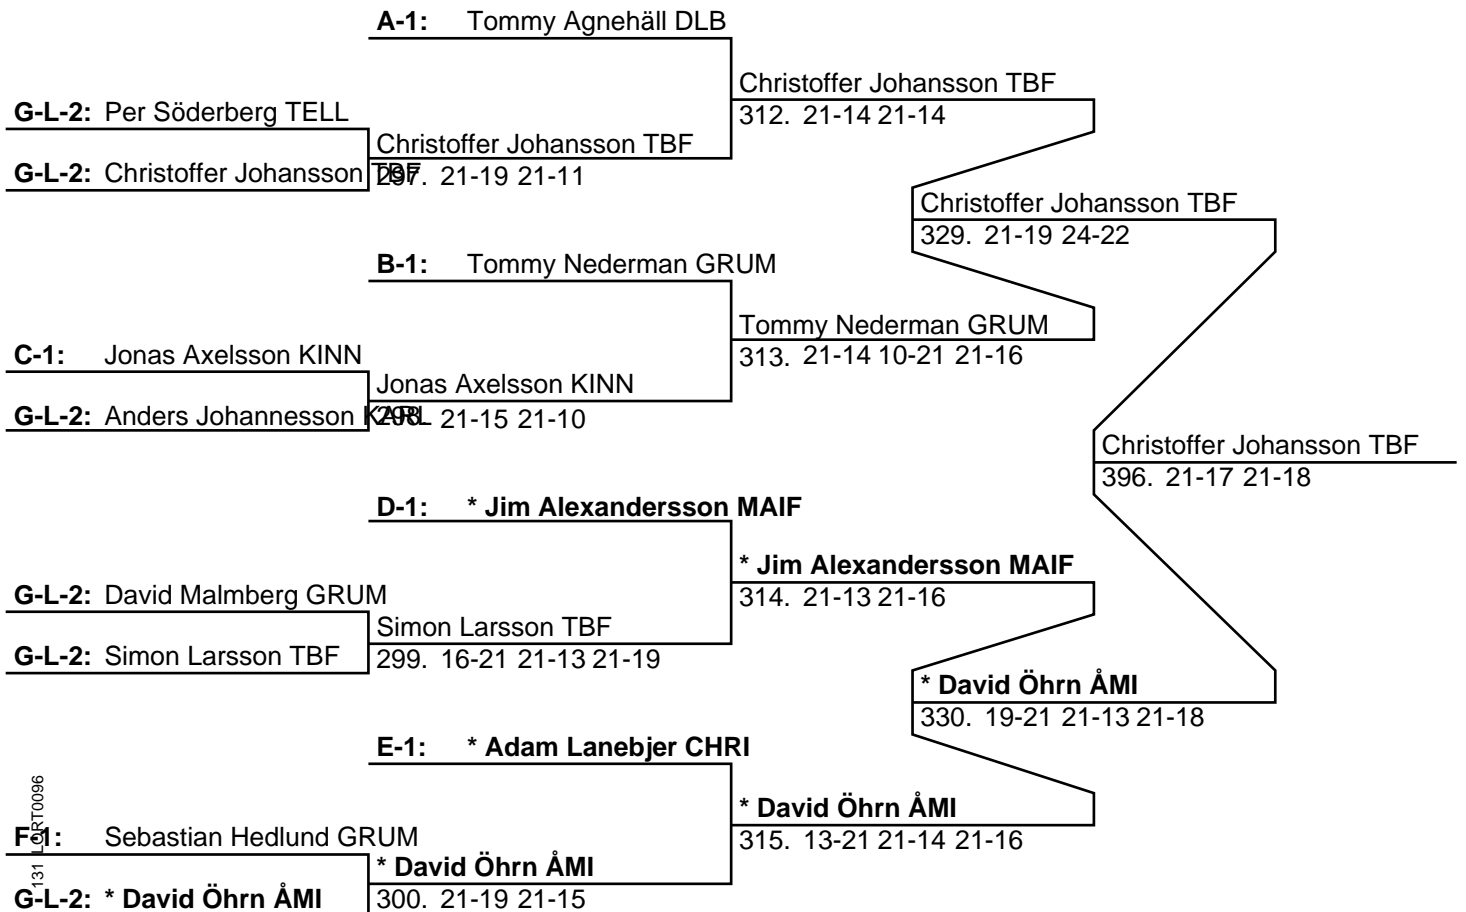 A-1: Tommy Agnehäll DLB
Christoffer Johansson TBF
312. 21-14 21-14
G-L-2: Per Söderberg TELL
Christoffer Johansson TBF
G-L-2: Christoffer Johansson TBF
297. 21-19 21-11
Christoffer Johansson TBF
329. 21-19 24-22
B-1: Tommy Nederman GRUM
Tommy Nederman GRUM
313. 21-14 10-21 21-16
C-1: Jonas Axelsson KINN
Jonas Axelsson KINN
G-L-2: Anders Johannesson KARL
298. 21-15 21-10
Christoffer Johansson TBF
396. 21-17 21-18
D-1: * Jim Alexandersson MAIF
* Jim Alexandersson MAIF
314. 21-13 21-16
G-L-2: David Malmberg GRUM
Simon Larsson TBF
G-L-2: Simon Larsson TBF
299. 16-21 21-13 21-19
* David Öhrn ÅMI
330. 19-21 21-13 21-18
E-1: * Adam Lanebjer CHRI
* David Öhrn ÅMI
315. 13-21 21-14 21-16
F-1: Sebastian Hedlund GRUM
* David Öhrn ÅMI
G-L-2: * David Öhrn ÅMI
300. 21-19 21-15
131 LORT0096